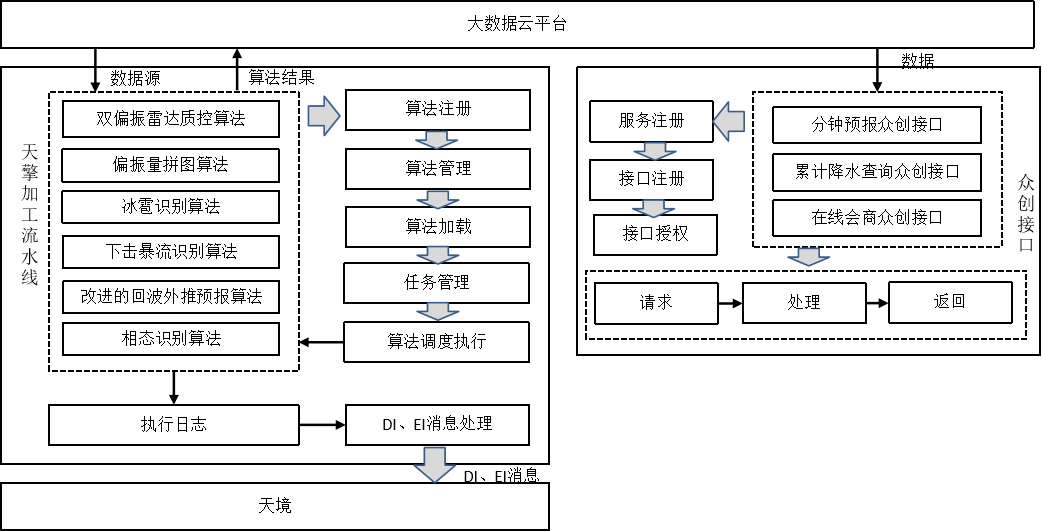 大数据云平台
数据源
算法结果
数据
天擎加工流水线
双偏振雷达质控算法
偏振量拼图算法
冰雹识别算法
下击暴流识别算法
改进的回波外推预报算法
相态识别算法
算法注册
算法管理
算法加载
任务管理
算法调度执行
执行日志
DI、EI消息处理
DI、EI消息
天境
服务注册
接口注册
接口授权
分钟预报众创接口
累计降水查询众创接口
在线会商众创接口
众创接口
请求
处理
返回